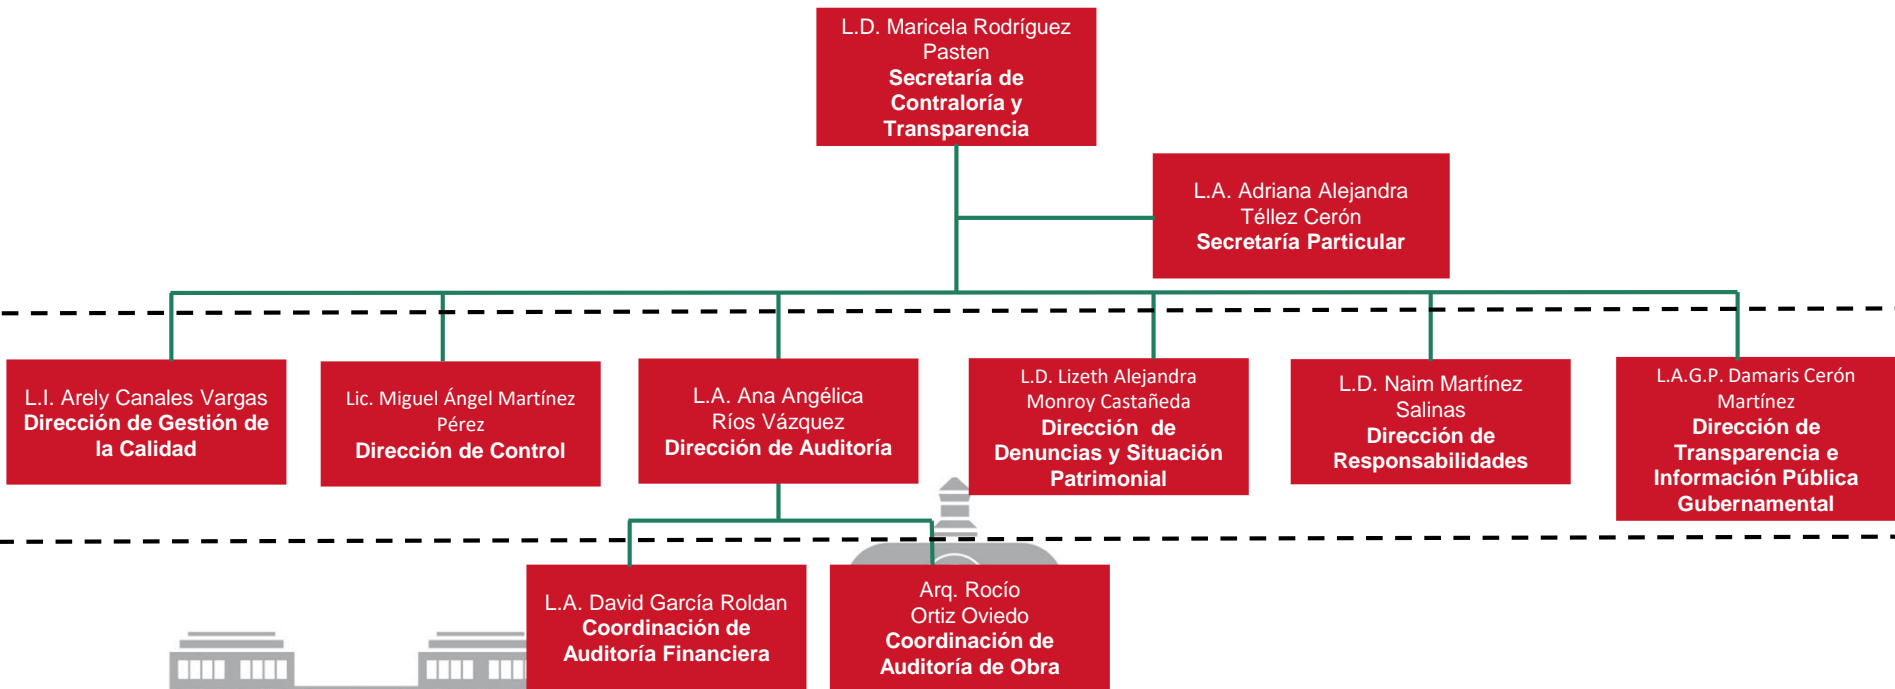 L.D. Maricela Rodríguez
Pasten
Secretaría de
Contraloría y
Transparencia
L.A. Adriana Alejandra
Téllez Cerón
Secretaría Particular
L.I. Arely Canales Vargas
Dirección de Gestión de
la Calidad
Lic. Miguel Ángel Martínez
Pérez
Dirección de Control
L.A. Ana Angélica
Ríos Vázquez
Dirección de Auditoría
L.D. Lizeth Alejandra
Monroy Castañeda
Dirección de
Denuncias y Situación
Patrimonial
L.D. Naim Martínez
Salinas
Dirección de
Responsabilidades
L.A.G.P. Damaris Cerón
Martínez
Dirección de
Transparencia e
Información Pública
Gubernamental
L.A. David García Roldan
Coordinación de
Auditoría Financiera
Arq. Rocío
Ortiz Oviedo
Coordinación de
Auditoría de Obra